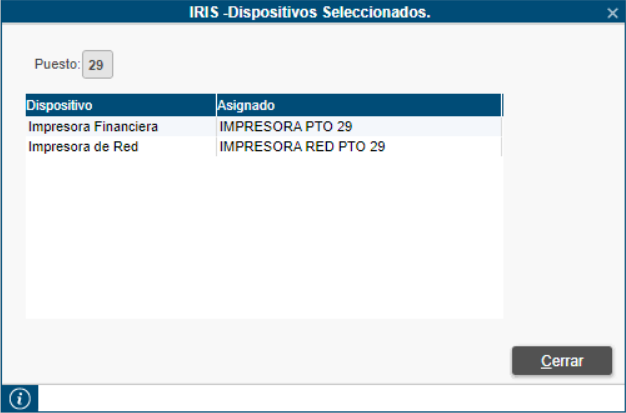 IRIS -Dispositivos Seleccionados.
Puesto: 29
Dispositivo Asignado
Impresora Financiera IMPRESORA PTO 29
Impresora de Red IMPRESORA RED PTO 29
Cerrar